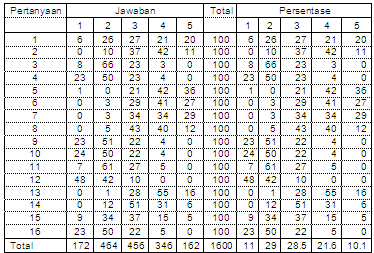 Pertanyaan Jawaban Total Persentase
1 2 3 4 5 1 2 3 4 5
1 6 26 27 21 20 100 6 26 27 21 20
2 0 10 37 42 11 100 0 10 37 42 11
3 8 66 23 3 0 100 8 66 23 3 0
4 23 50 23 4 0 100 23 50 23 4 0
5 1 0 21 42 36 100 1 0 21 42 36
6 0 3 29 41 27 100 0 3 29 41 27
7 0 3 34 34 29 100 0 3 34 34 29
8 0 5 43 40 12 100 0 5 43 40 12
9 23 51 22 4 0 100 23 51 22 4 0
10 24 50 22 4 0 100 24 50 22 4 0
11 7 61 27 5 0 100 7 61 27 5 0
12 48 42 10 0 0 100 48 42 10 0 0
13 0 1 28 55 16 100 0 1 28 55 16
14 0 12 51 31 6 100 0 12 51 31 6
15 9 34 37 15 5 100 9 34 37 15 5
16 23 50 22 5 0 100 23 50 22 5 0
Total 172 464 456 346 162 1600 11 29 28.5 21.6 10.1